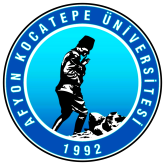 AFYON KOCATEPE ÜNİVERSİTESİ
1992